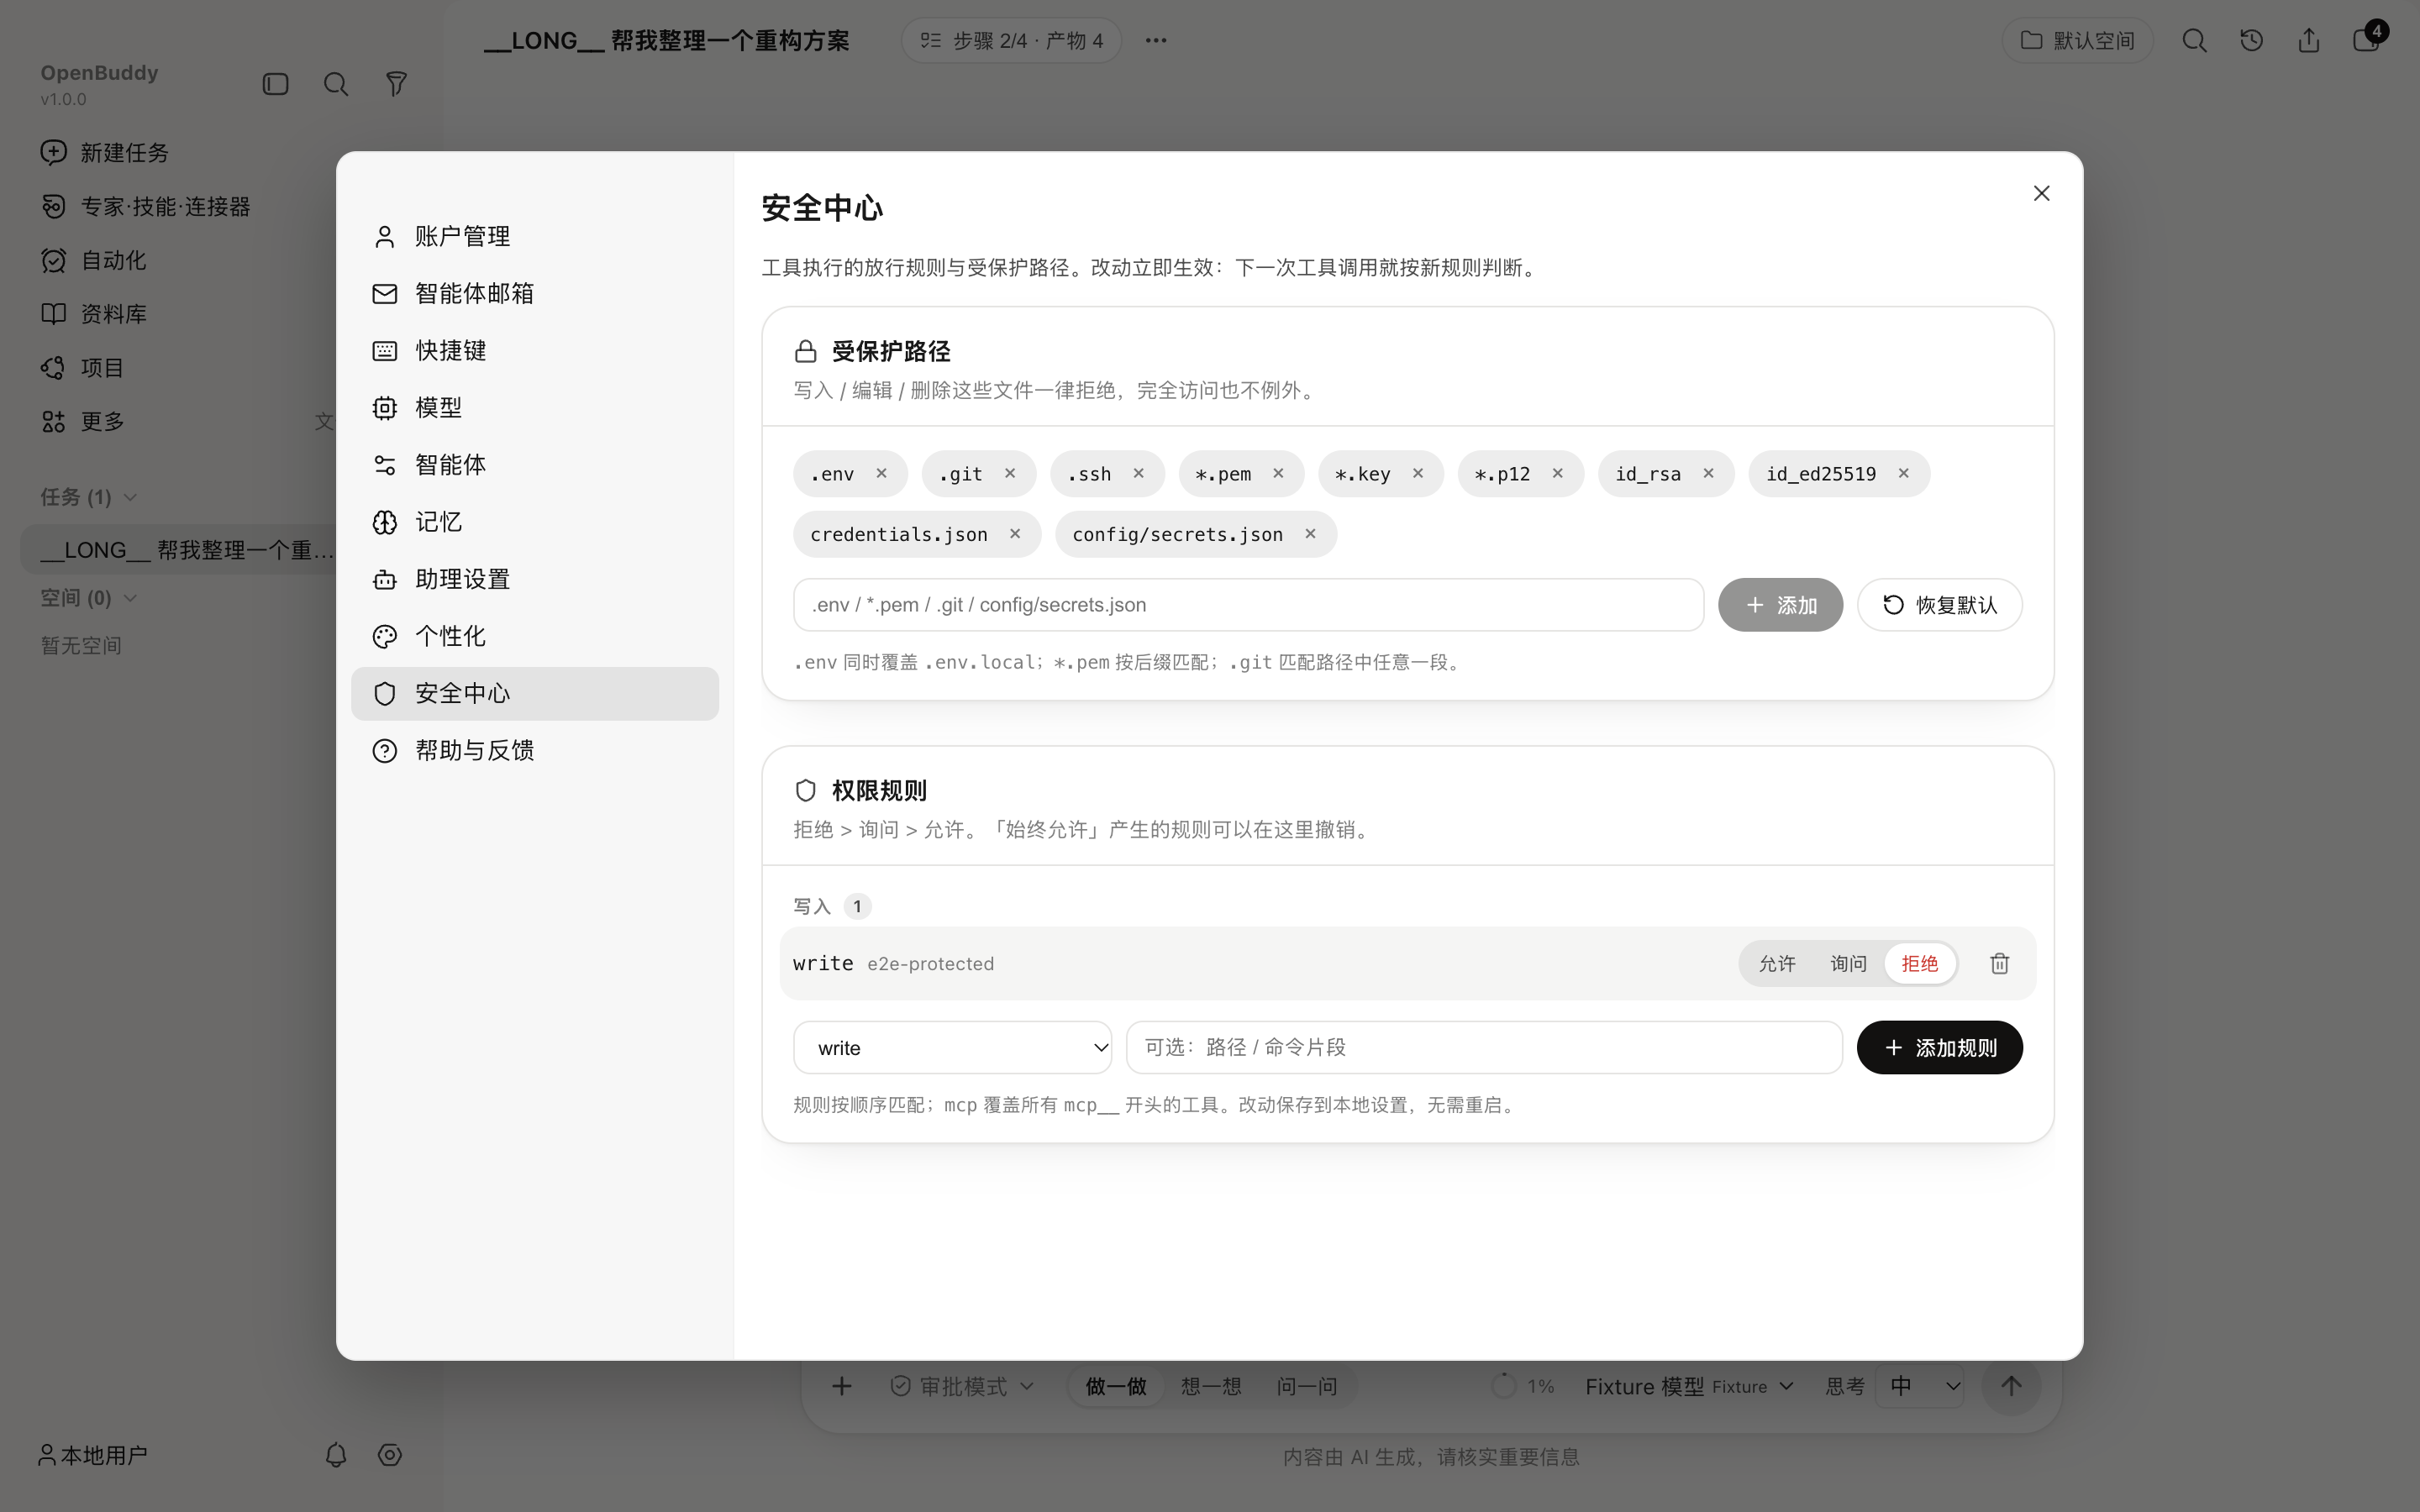 __LONG__ 帮我整理一个重构方案
步骤 2/4 · 产物 4
默认空间
4
OpenBuddy
v1.0.0
新建任务
专家·技能·连接器
自动化
资料库
项目
更多
文
任务 (1)
__LONG__ 帮我整理一个重…
空间 (0)
暂无空间
本地用户
账户管理
智能体邮箱
快捷键
模型
智能体
记忆
助理设置
个性化
安全中心
帮助与反馈
安全中心
工具执行的放行规则与受保护路径。改动立即生效：下一次工具调用就按新规则判断。
受保护路径
写入 / 编辑 / 删除这些文件一律拒绝，完全访问也不例外。
.env .git .ssh *.pem *.key *.p12 id_rsa id_ed25519
credentials.json config/secrets.json
.env / *.pem / .git / config/secrets.json
添加
恢复默认
.env 同时覆盖 .env.local；*.pem 按后缀匹配；.git 匹配路径中任意一段。
权限规则
拒绝 > 询问 > 允许。「始终允许」产生的规则可以在这里撤销。
写入 1
write e2e-protected
允许 询问 拒绝
write
可选：路径 / 命令片段
添加规则
规则按顺序匹配；mcp 覆盖所有 mcp__ 开头的工具。改动保存到本地设置，无需重启。
审批模式
做一做 想一想 问一问
1%
Fixture 模型 Fixture
思考 中
内容由 AI 生成，请核实重要信息